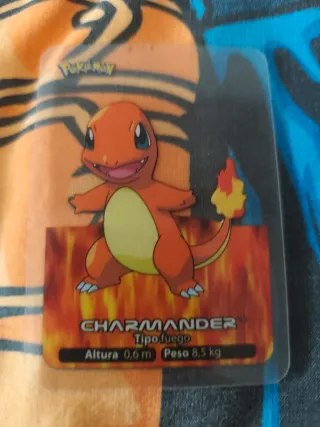 POKÉMON
CHARMANDER
Tipo fuego
Altura 0,6 m Peso 8,5 kg